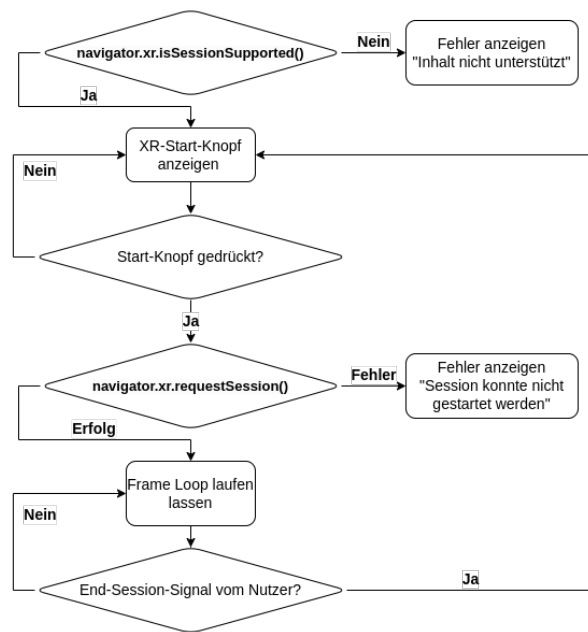 navigator.xr.isSessionSupported()
Nein
Fehler anzeigen
"Inhalt nicht unterstützt"
Ja
XR-Start-Knopf
anzeigen
Nein
Start-Knopf gedrückt?
Ja
navigator.xr.requestSession()
Fehler
Fehler anzeigen
"Session konnte nicht
gestartet werden"
Erfolg
Frame Loop laufen
lassen
Nein
End-Session-Signal vom Nutzer?
Ja